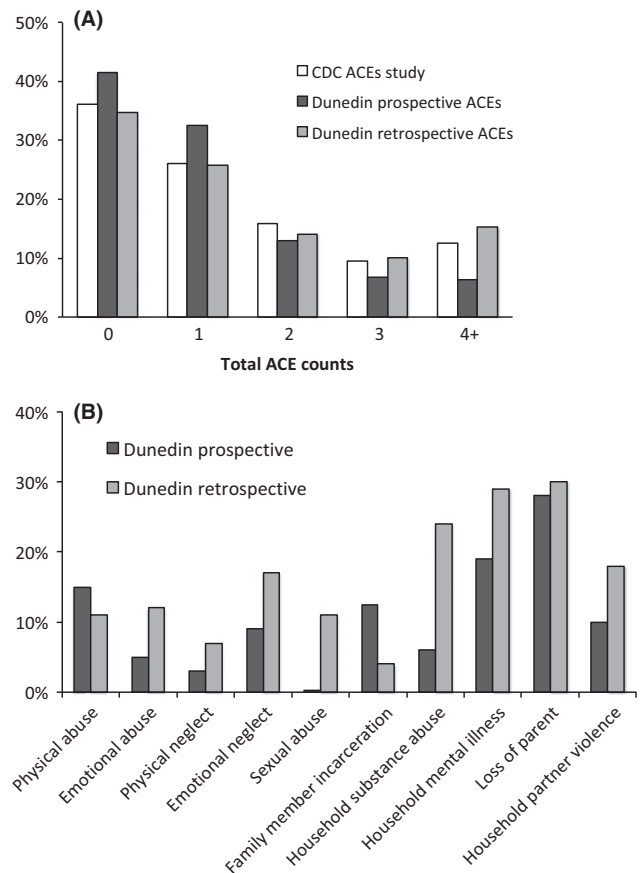 (A)
50%
40%
30%
20%
10%
0%
CDC ACEs study
Dunedin prospective ACEs
Dunedin retrospective ACEs
0 1 2 3 4+
Total ACE counts
(B)
40%
30%
20%
10%
0%
Dunedin prospective
Dunedin retrospective
Physical abuse
Emotional abuse
Physical neglect
Emotional neglect
Sexual abuse
Family member incarceration
Household substance abuse
Household mental illness
Loss of parent
Household partner violence